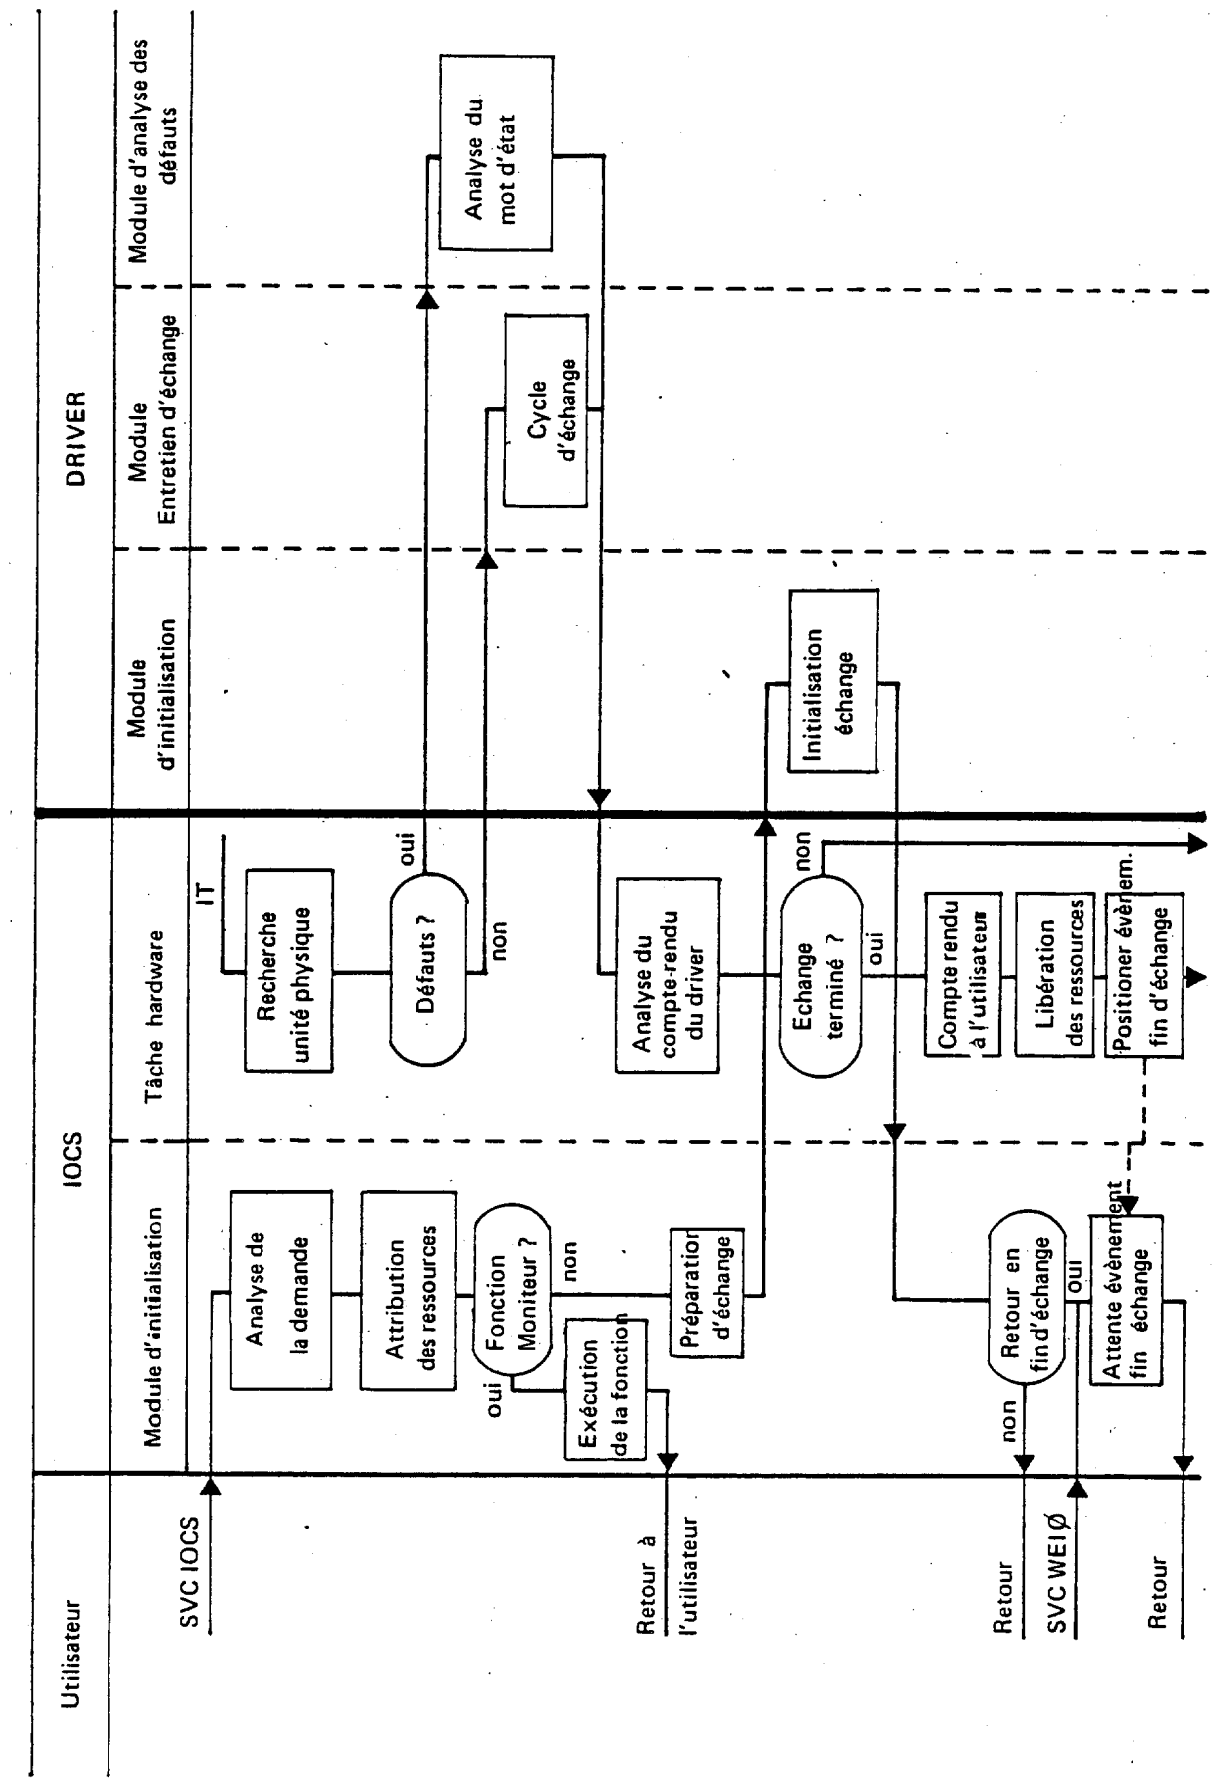 Utilisateur
IOCS
DRIVER
Module d'initialisation
Tâche hardware
Module
d'initialisation
Module
Entretien d'échange
Module d'analyse des
défauts
SVC IOCS
Analyse de
la demande
Attribution
des ressources
Fonction
Moniteur ?
oui
non
Exécution
de la fonction
Retour à
l'utilisateur
Préparation
d'échange
IT
Recherche
unité physique
Défauts ?
oui
non
Analyse du
mot d'état
Cycle
d'échange
Analyse du
compte-rendu
du driver
Initialisation
échange
Echange
terminé ?
non
oui
Compte rendu
à l'utilisateur
Libération
des ressources
Positioner évènem.
fin d'échange
Retour en
fin d'échange
non
oui
Retour
SVC WEIØ
Attente évènement
fin échange
Retour